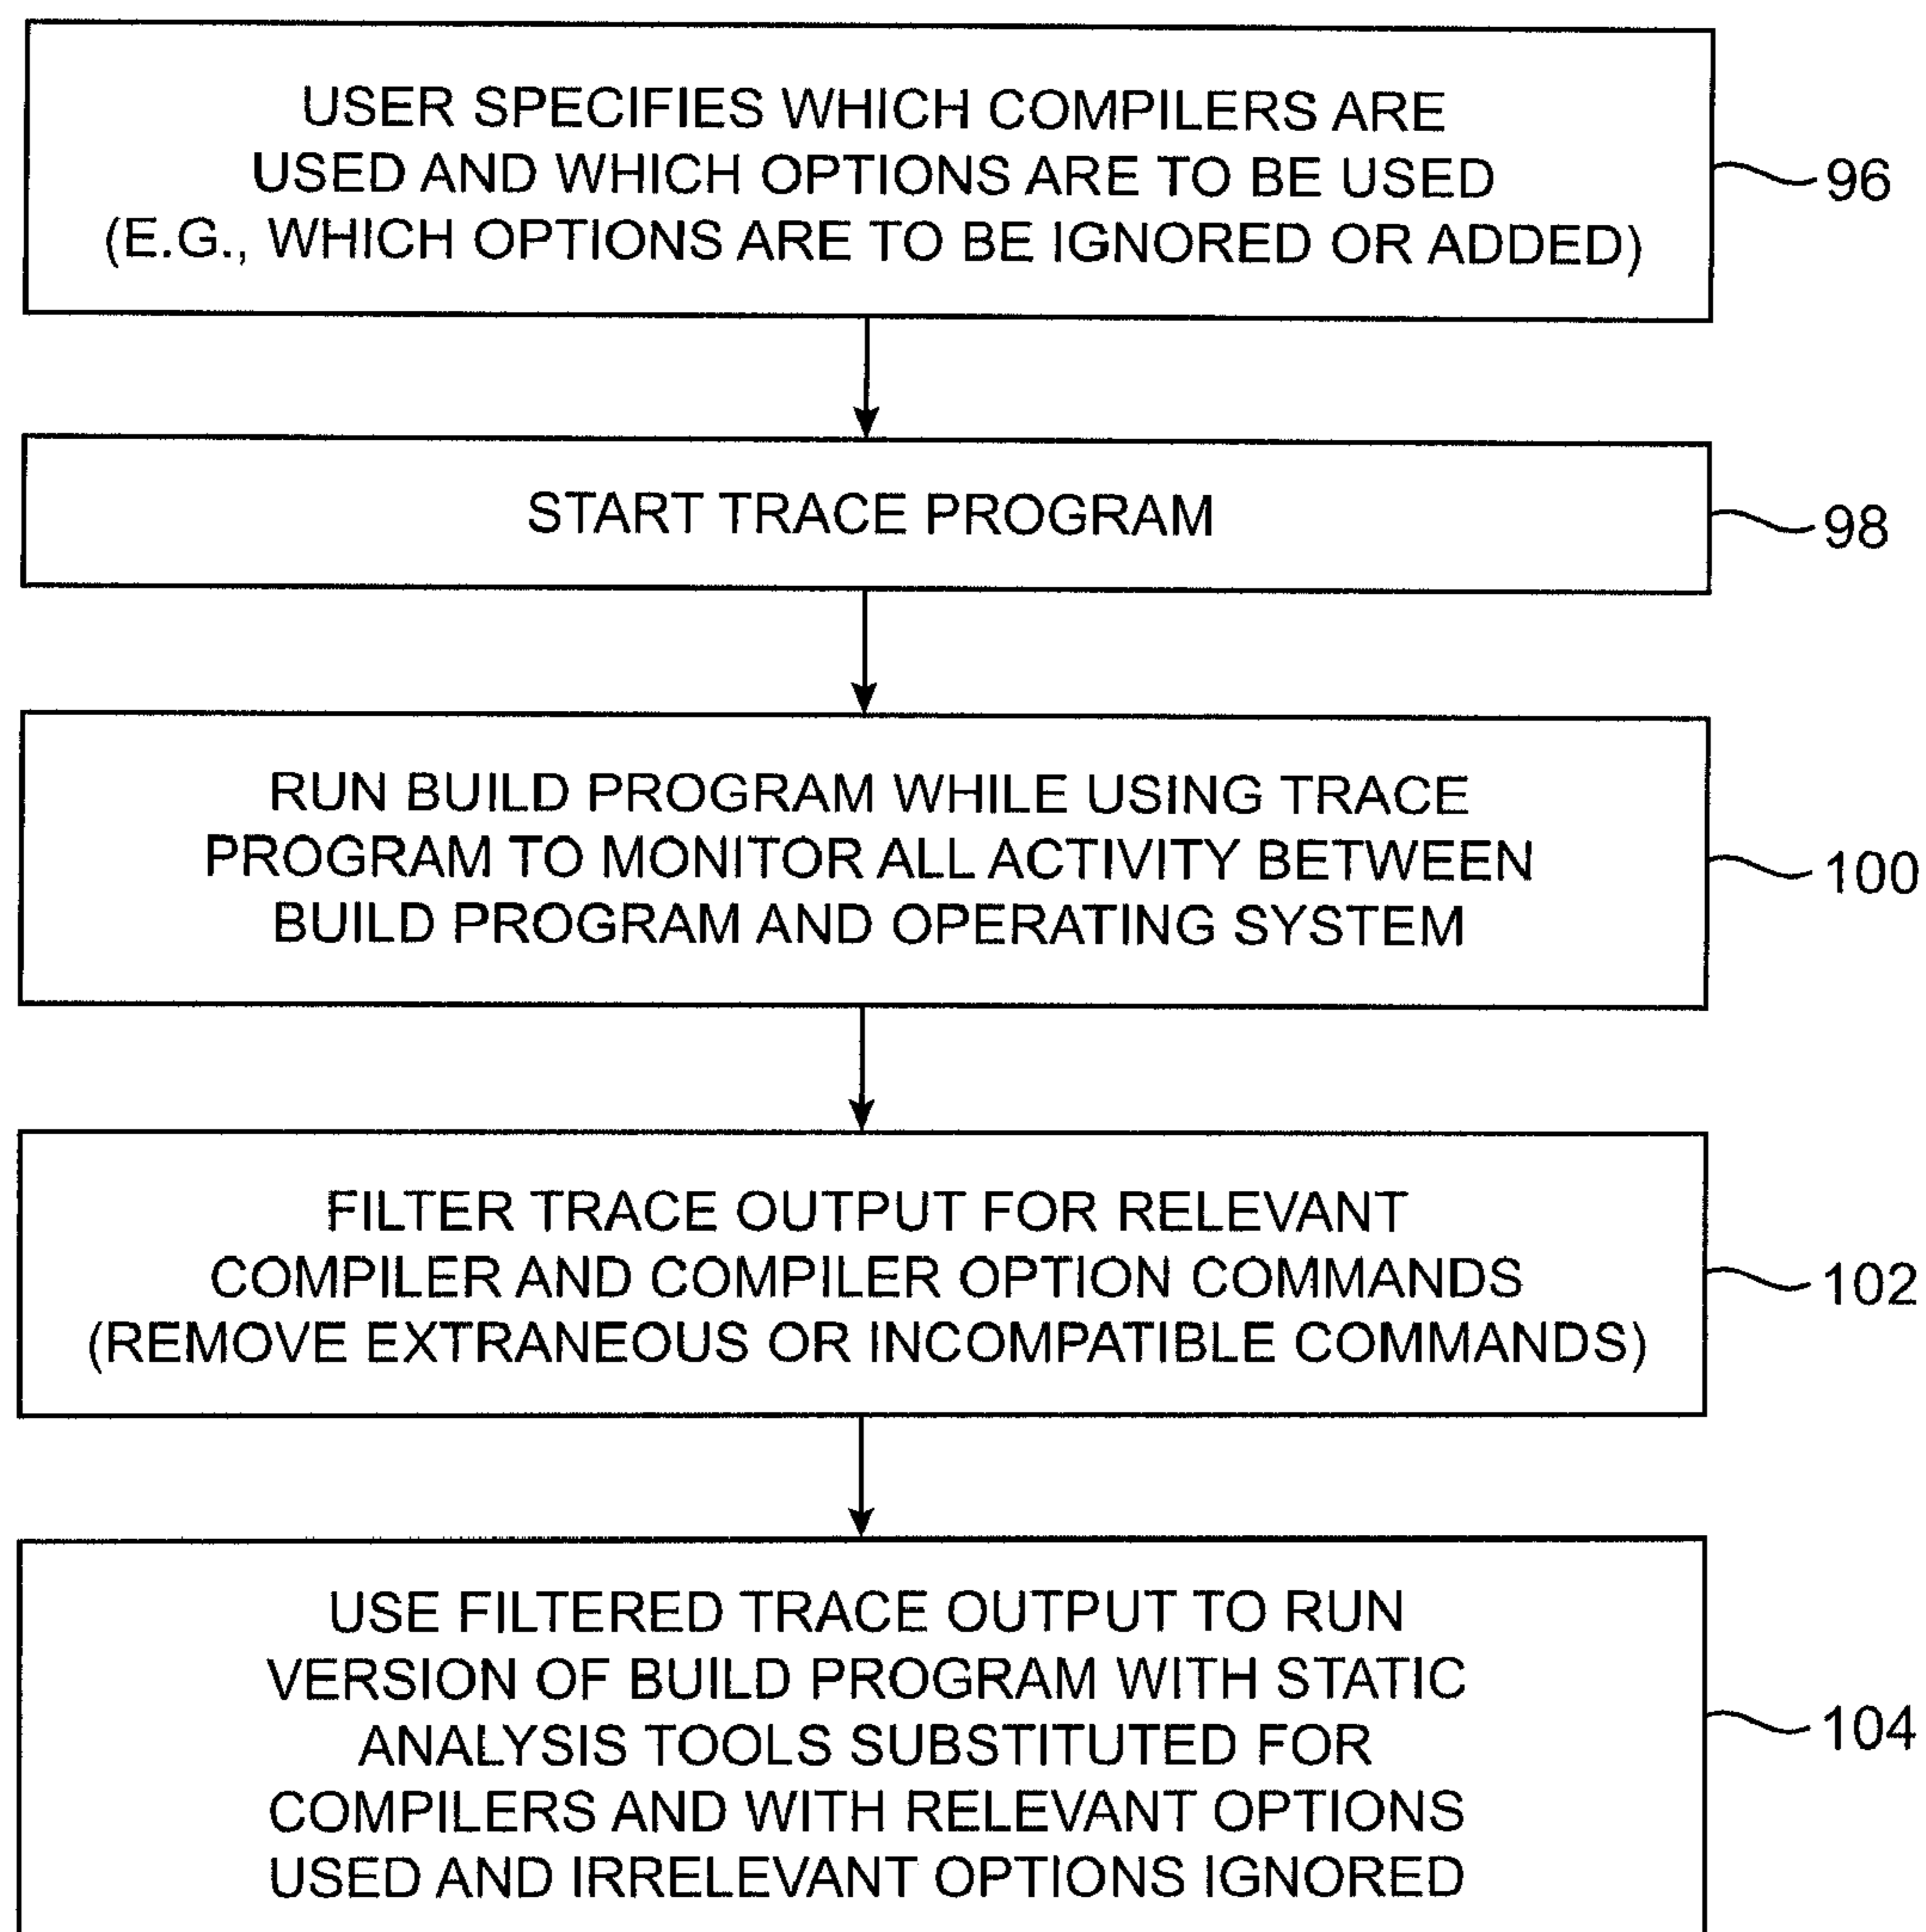 USER SPECIFIES WHICH COMPILERS ARE
USED AND WHICH OPTIONS ARE TO BE USED
(E.G., WHICH OPTIONS ARE TO BE IGNORED OR ADDED)
96
START TRACE PROGRAM
98
RUN BUILD PROGRAM WHILE USING TRACE
PROGRAM TO MONITOR ALL ACTIVITY BETWEEN
BUILD PROGRAM AND OPERATING SYSTEM
100
FILTER TRACE OUTPUT FOR RELEVANT
COMPILER AND COMPILER OPTION COMMANDS
(REMOVE EXTRANEOUS OR INCOMPATIBLE COMMANDS)
102
USE FILTERED TRACE OUTPUT TO RUN
VERSION OF BUILD PROGRAM WITH STATIC
ANALYSIS TOOLS SUBSTITUTED FOR
COMPILERS AND WITH RELEVANT OPTIONS
USED AND IRRELEVANT OPTIONS IGNORED
104